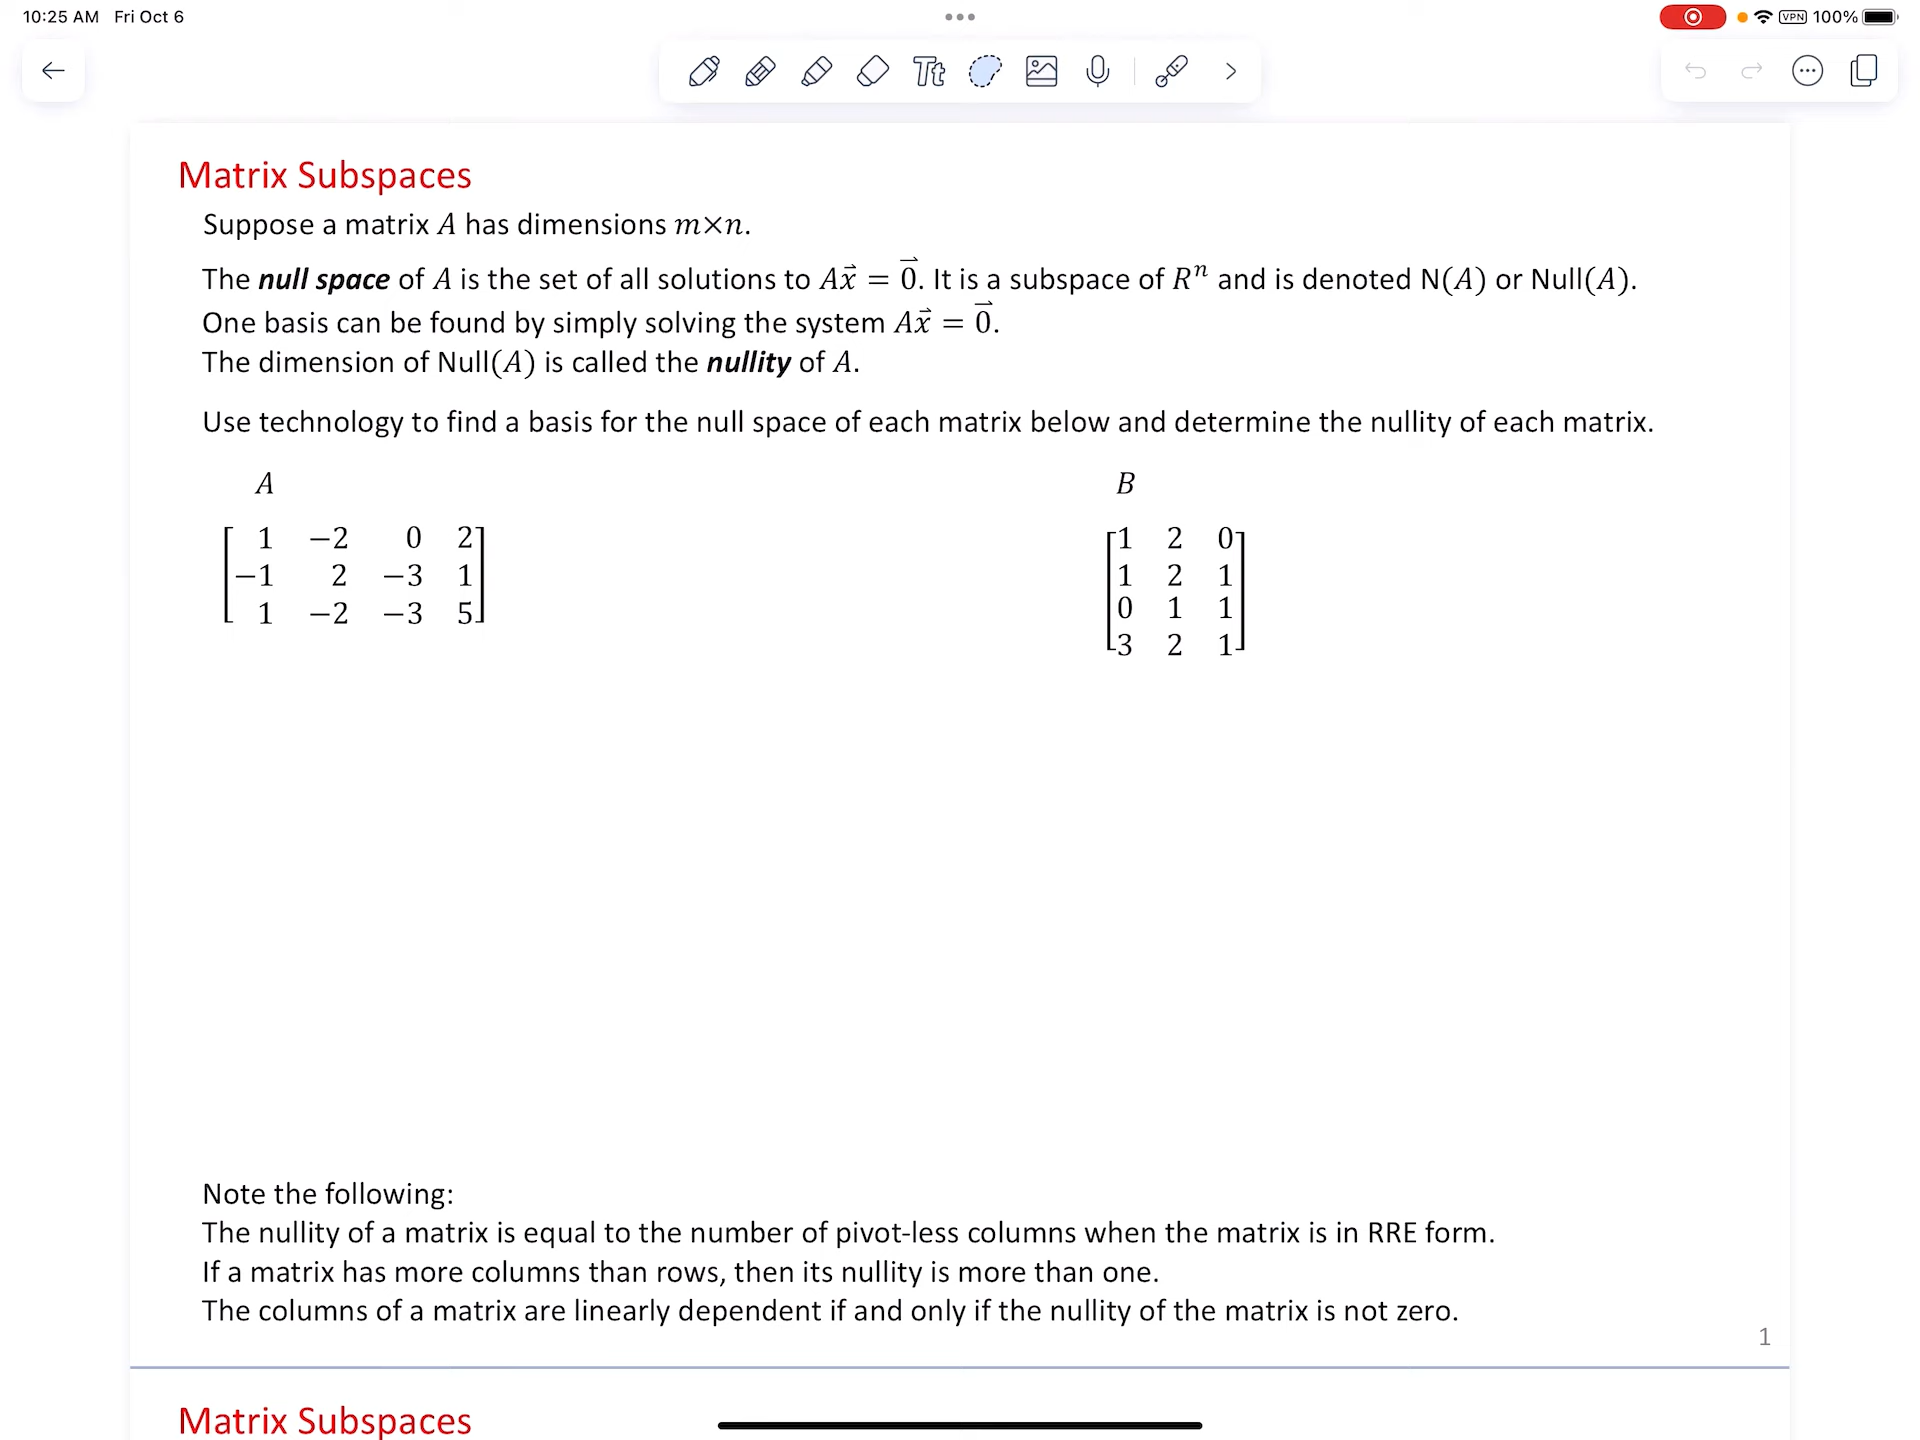 10:25 AM Fri Oct 6
VPN 100%
Tt
Matrix Subspaces
Suppose a matrix A has dimensions m×n.
The null space of A is the set of all solutions to Ax⃗ = 0⃗. It is a subspace of Rⁿ and is denoted N(A) or Null(A).
One basis can be found by simply solving the system Ax⃗ = 0⃗.
The dimension of Null(A) is called the nullity of A.
Use technology to find a basis for the null space of each matrix below and determine the nullity of each matrix.
A
1 −2 0 2
−1 2 −3 1
1 −2 −3 5
B
1 2 0
1 2 1
0 1 1
3 2 1
Note the following:
The nullity of a matrix is equal to the number of pivot-less columns when the matrix is in RRE form.
If a matrix has more columns than rows, then its nullity is more than one.
The columns of a matrix are linearly dependent if and only if the nullity of the matrix is not zero.
1
Matrix Subspaces